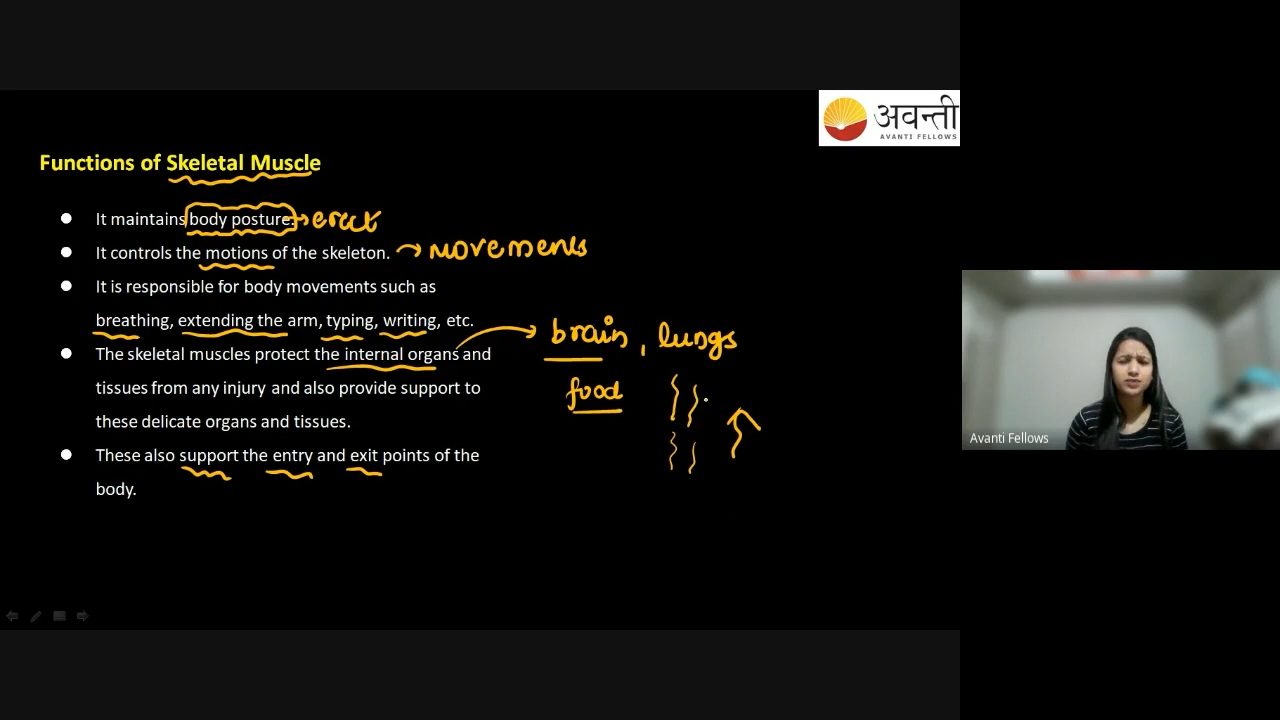 अवन्ती
AVANTI FELLOWS
Functions of Skeletal Muscle
It maintains body posture. erect
It controls the motions of the skeleton. movements
It is responsible for body movements such as
breathing, extending the arm, typing, writing, etc.
brain, lungs
The skeletal muscles protect the internal organs and
tissues from any injury and also provide support to
food
these delicate organs and tissues.
These also support the entry and exit points of the
body.
Avanti Fellows